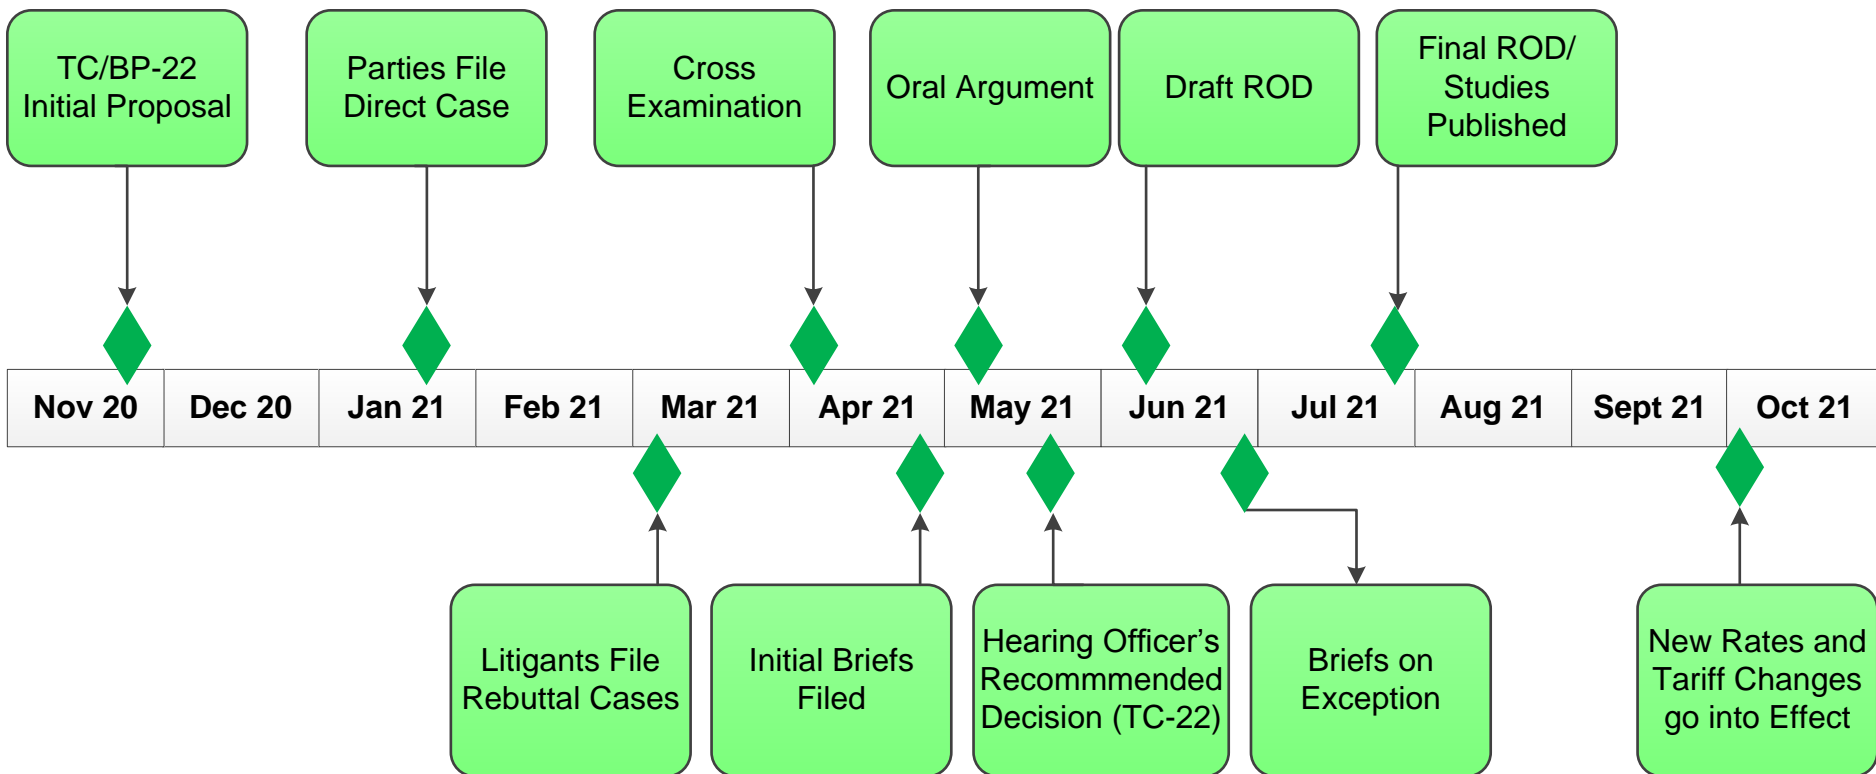 TC/BP-22
Initial Proposal
Parties File
Direct Case
Cross
Examination
Oral Argument
Draft ROD
Final ROD/
Studies
Published
Nov 20
Dec 20
Jan 21
Feb 21
Mar 21
Apr 21
May 21
Jun 21
Jul 21
Aug 21
Sept 21
Oct 21
Litigants File
Rebuttal Cases
Initial Briefs
Filed
Hearing Officer’s
Recommmended
Decision (TC-22)
Briefs on
Exception
New Rates and
Tariff Changes
go into Effect